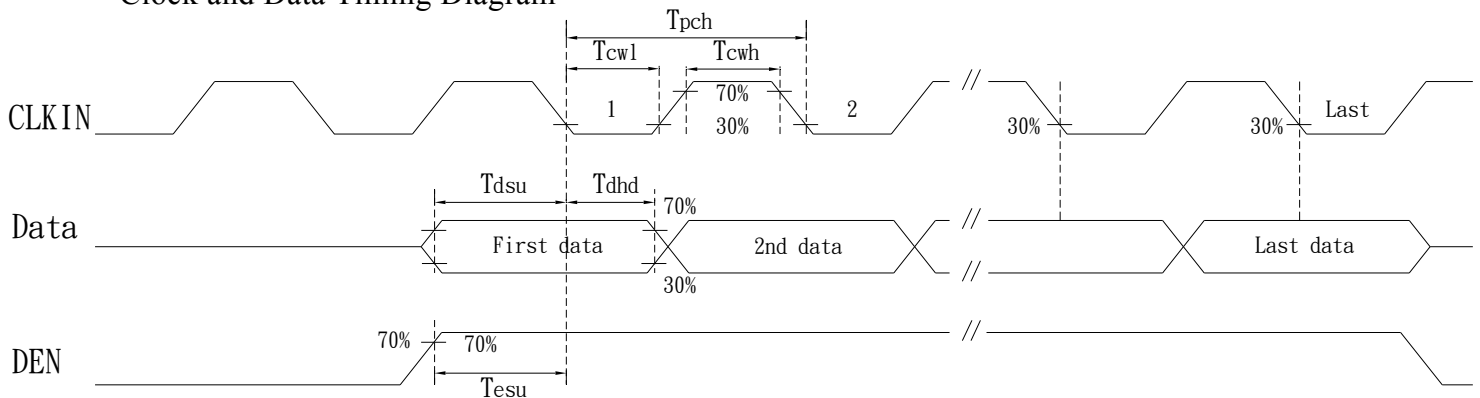 Clock and Data Timing Diagram
Tpch
Tcwl
Tcwh
CLKIN
1
70%
30%
2
30%
30%
Last
Tdsu
Tdhd
70%
Data
First data
2nd data
Last data
30%
70%
70%
DEN
Tesu